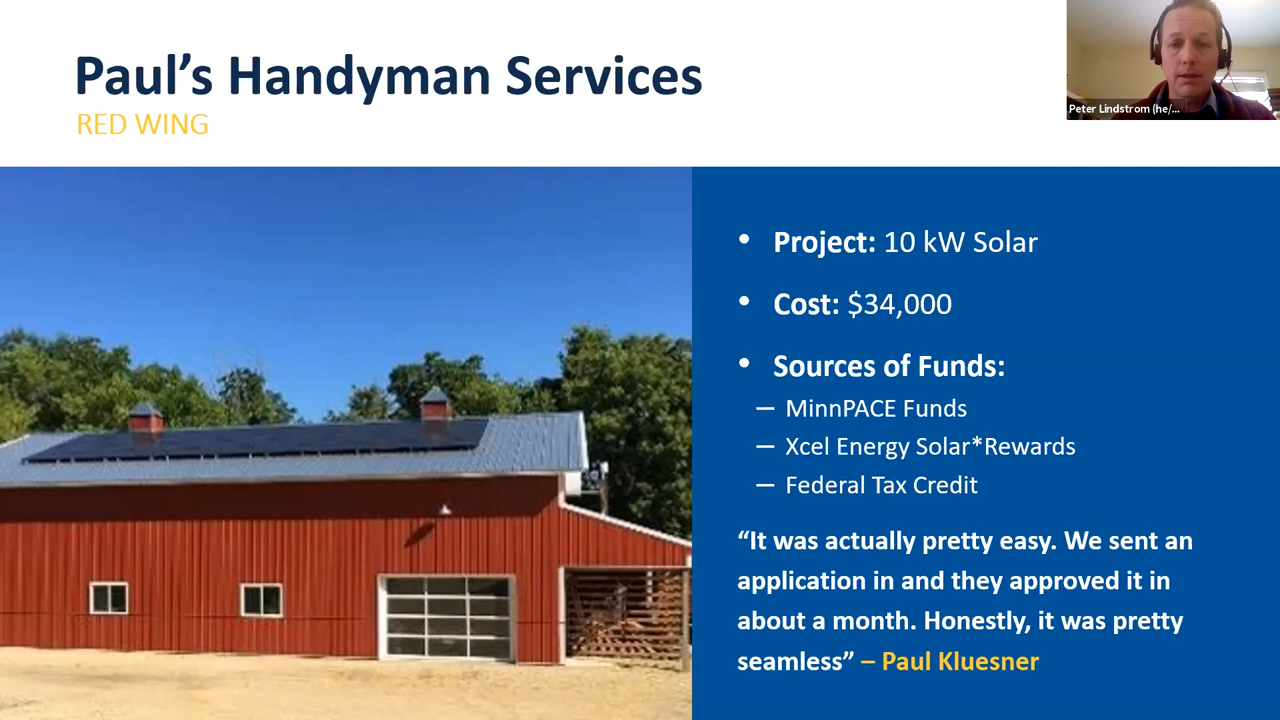 Paul’s Handyman Services
RED WING
Peter Lindstrom (he/...
• Project: 10 kW Solar
• Cost: $34,000
• Sources of Funds:
– MinnPACE Funds
– Xcel Energy Solar*Rewards
– Federal Tax Credit
“It was actually pretty easy. We sent an
application in and they approved it in
about a month. Honestly, it was pretty
seamless” – Paul Kluesner